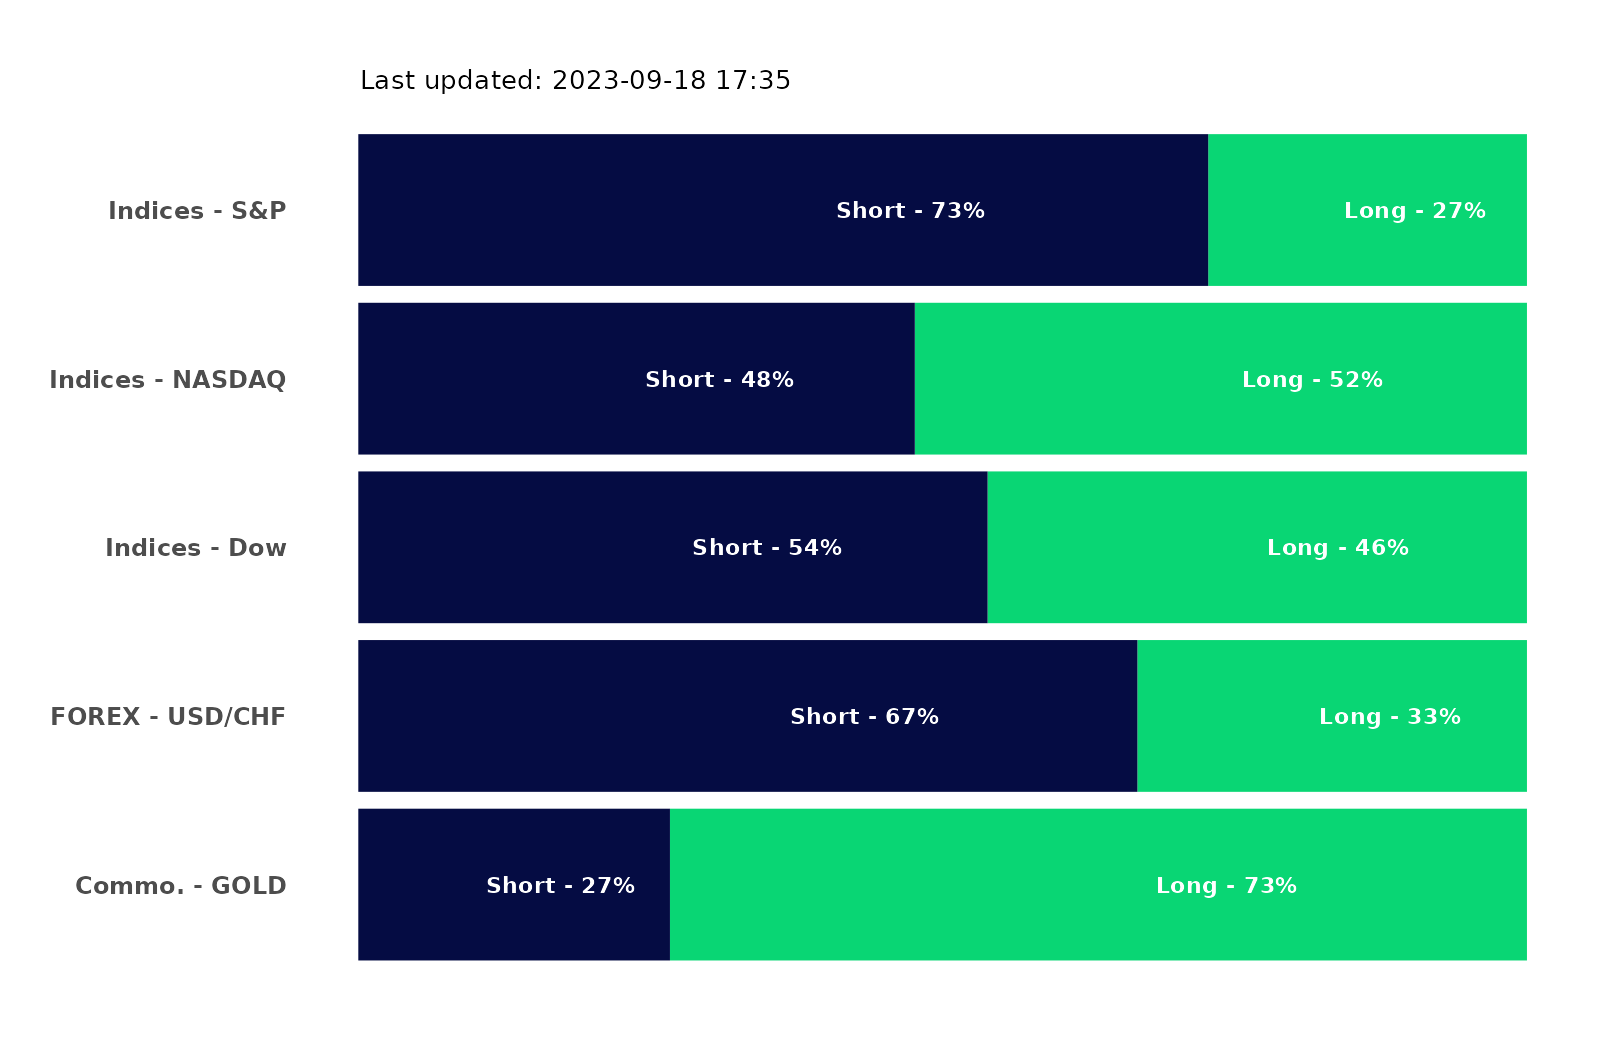 Last updated: 2023-09-18 17:35
Indices - S&P Short - 73% Long - 27%
Indices - NASDAQ Short - 48% Long - 52%
Indices - Dow Short - 54% Long - 46%
FOREX - USD/CHF Short - 67% Long - 33%
Commo. - GOLD Short - 27% Long - 73%